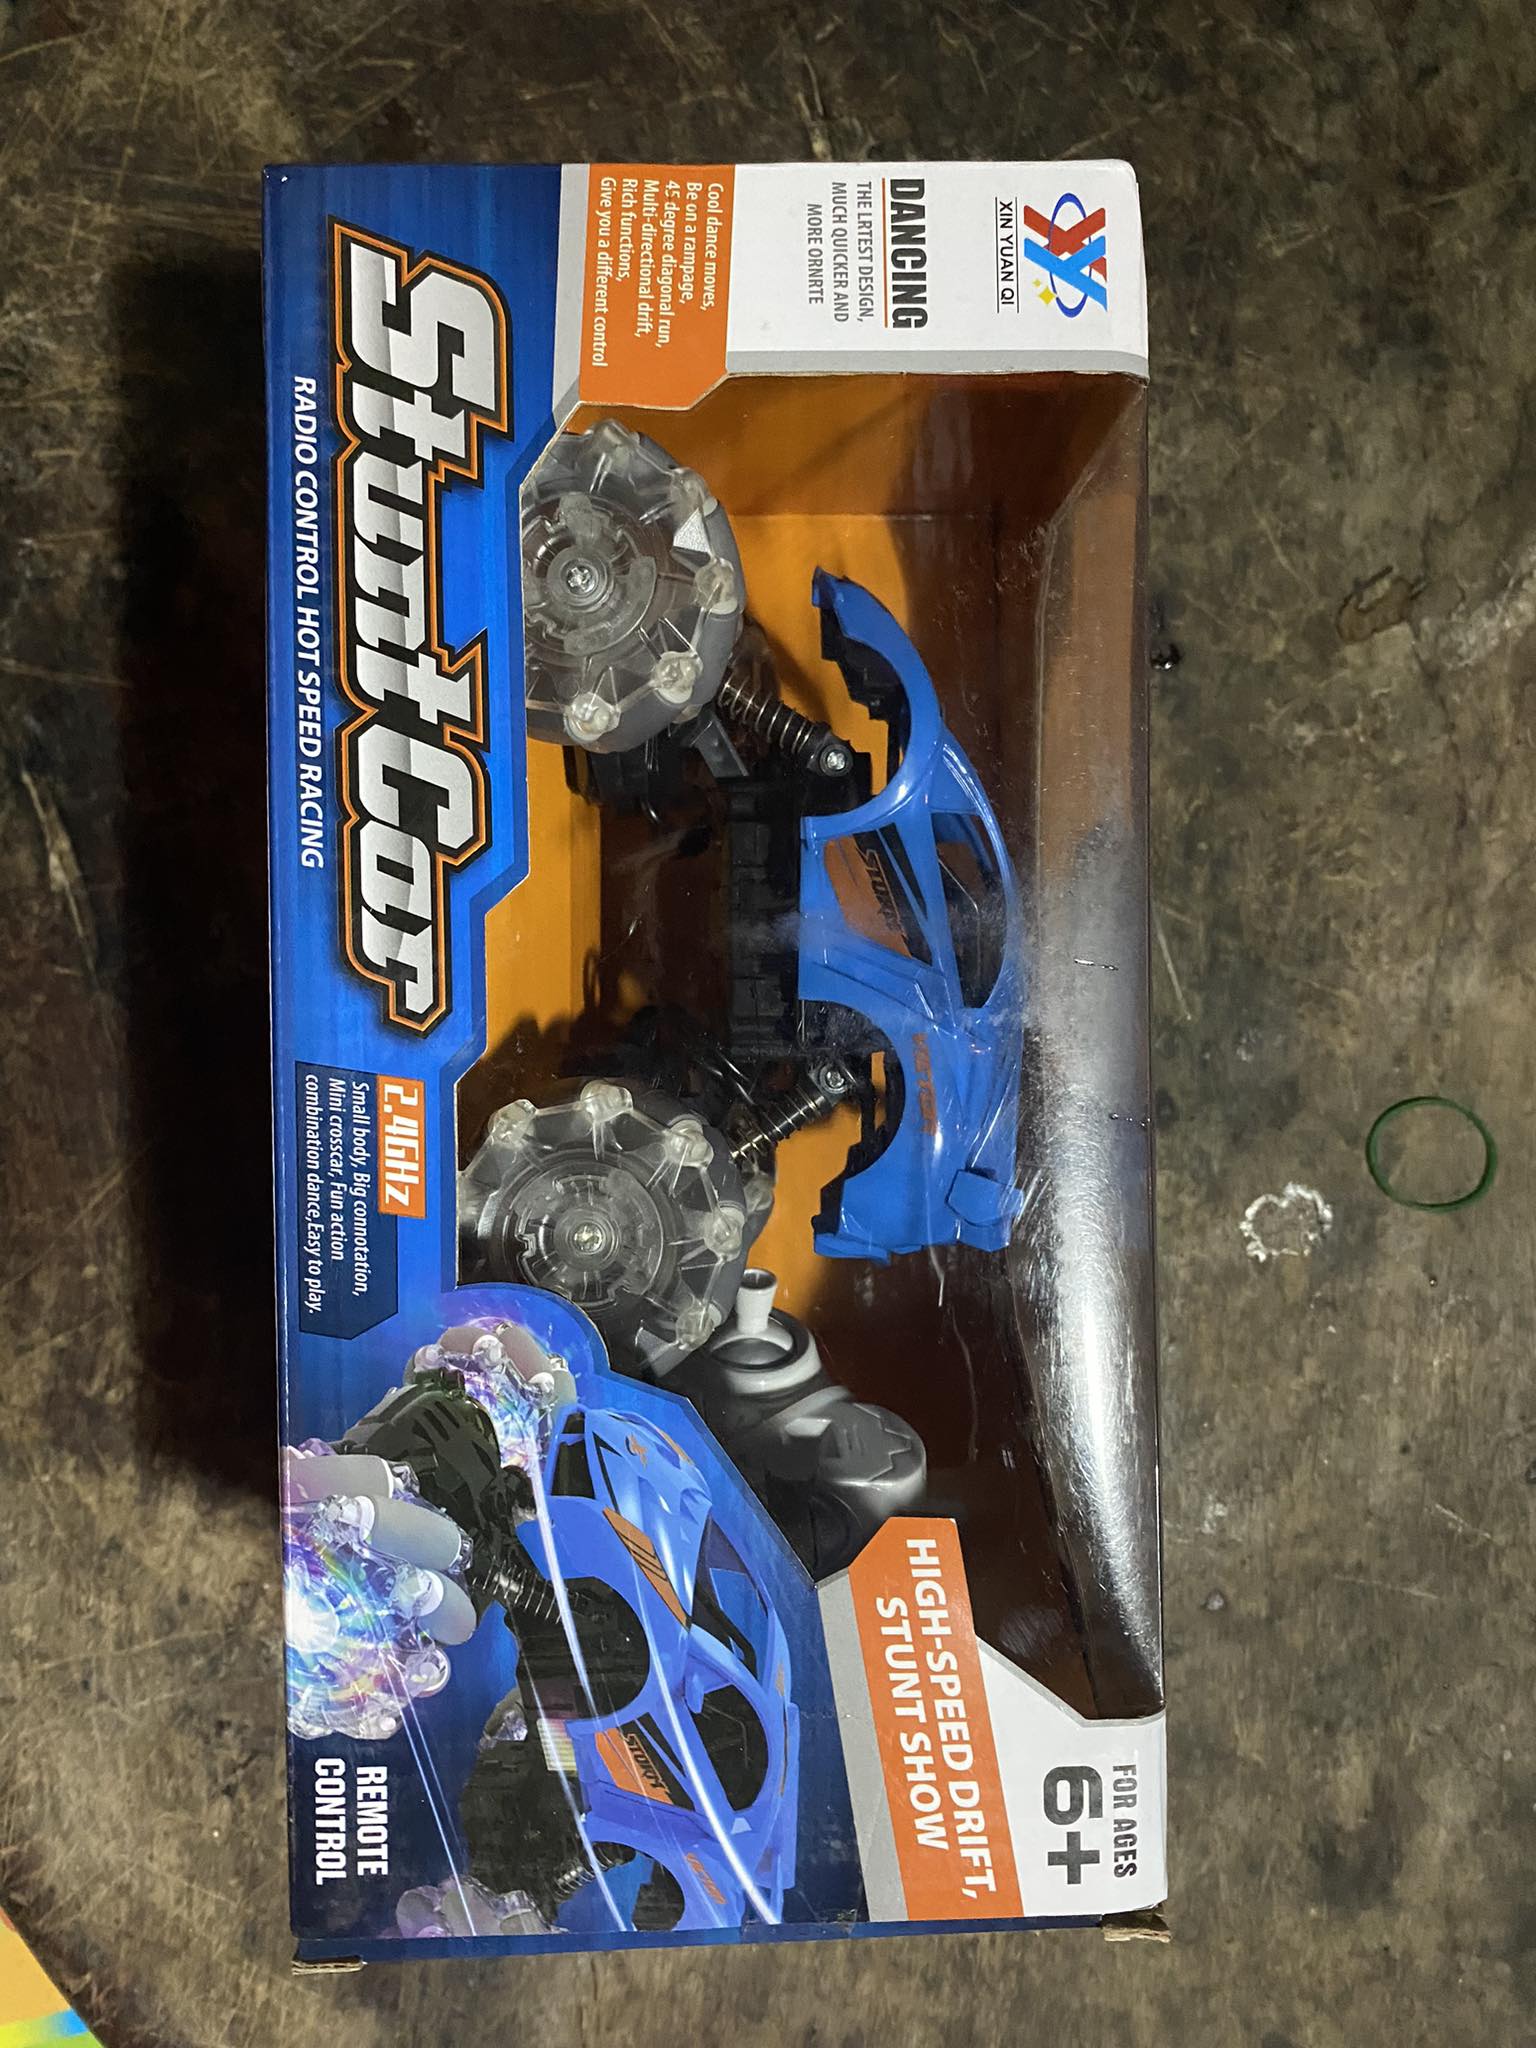 XY
XIN YUAN QI
DANCING
THE LRTEST DESIGN,
MUCH QUICKER AND
MORE ORNRTE
Cool dance moves,
Be on a rampage,
45 degree diagonal run,
Multi-directional drift,
Rich functions,
Give you a different control
VICTOR
STORM
FOR AGES
6+
HIGH-SPEED DRIFT,
STUNT SHOW
VICTOR
STORM
StuntCar
RADIO CONTROL HOT SPEED RACING
2.4GHz
Small body, Big connotation,
Mini crosscar, Fun action
combination dance,Easy to play.
REMOTE
CONTROL